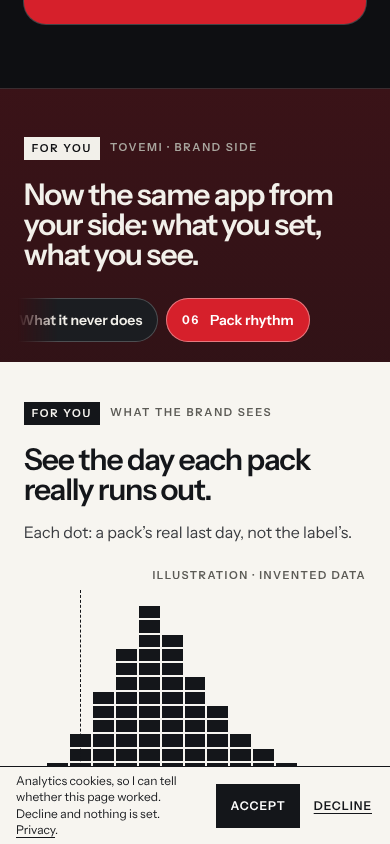 FOR YOU
TOVEMI · BRAND SIDE
Now the same app from
your side: what you set,
what you see.
What it never does
06 Pack rhythm
FOR YOU
WHAT THE BRAND SEES
See the day each pack
really runs out.
Each dot: a pack’s real last day, not the label’s.
ILLUSTRATION · INVENTED DATA
Analytics cookies, so I can tell
whether this page worked.
Decline and nothing is set.
Privacy.
ACCEPT
DECLINE